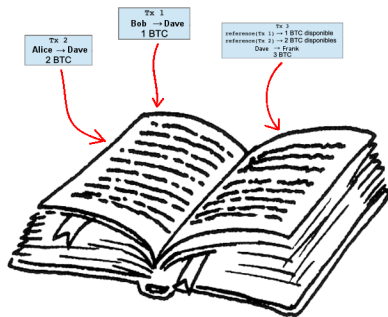 Tx 2
Alice → Dave
2 BTC
Tx 1
Bob → Dave
1 BTC
Tx 3
reference(Tx 1) → 1 BTC disponible
reference(Tx 2) → 2 BTC disponibles
Dave → Frank
3 BTC